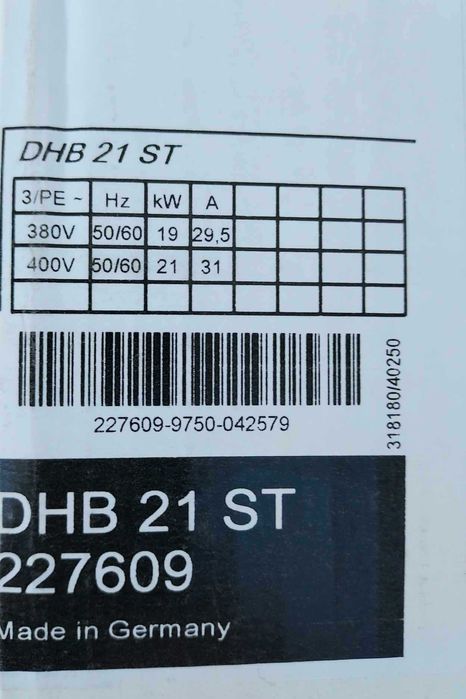 DHB 21 ST
3/PE ~ Hz kW A
380V 50/60 19 29,5
400V 50/60 21 31
227609-9750-042579
318180/40250
DHB 21 ST
227609
Made in Germany